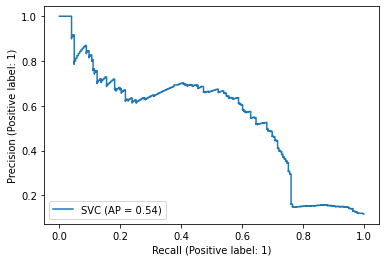 1.0
0.8
0.6
0.4
0.2
Precision (Positive label: 1)
SVC (AP = 0.54)
0.0 0.2 0.4 0.6 0.8 1.0
Recall (Positive label: 1)